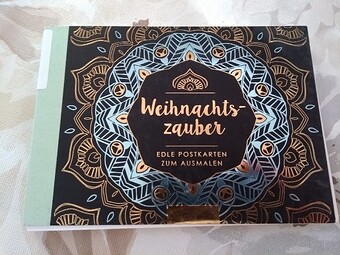 Weihnachts-
zauber
EDLE POSTKARTEN
ZUM AUSMALEN